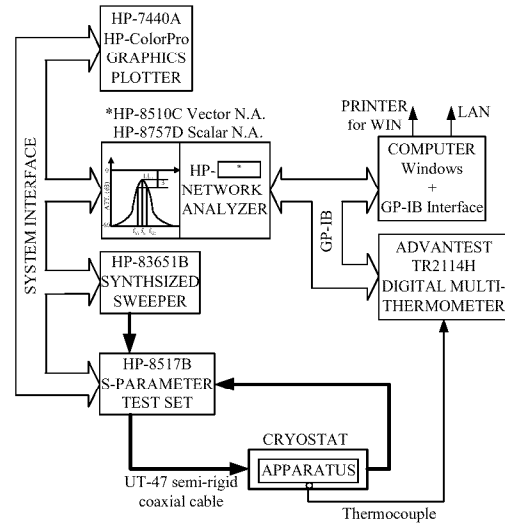 HP-7440A
HP-ColorPro
GRAPHICS
PLOTTER
*HP-8510C Vector N.A.
HP-8757D Scalar N.A.
HP- *
NETWORK
ANALYZER
PRINTER
for WIN
LAN
COMPUTER
Windows
+
GP-IB Interface
SYSTEM INTERFACE
GP-IB
HP-83651B
SYNTHSIZED
SWEEPER
ADVANTEST
TR2114H
DIGITAL MULTI-
THERMOMETER
HP-8517B
S-PARAMETER
TEST SET
CRYOSTAT
APPARATUS
UT-47 semi-rigid
coaxial cable
Thermocouple